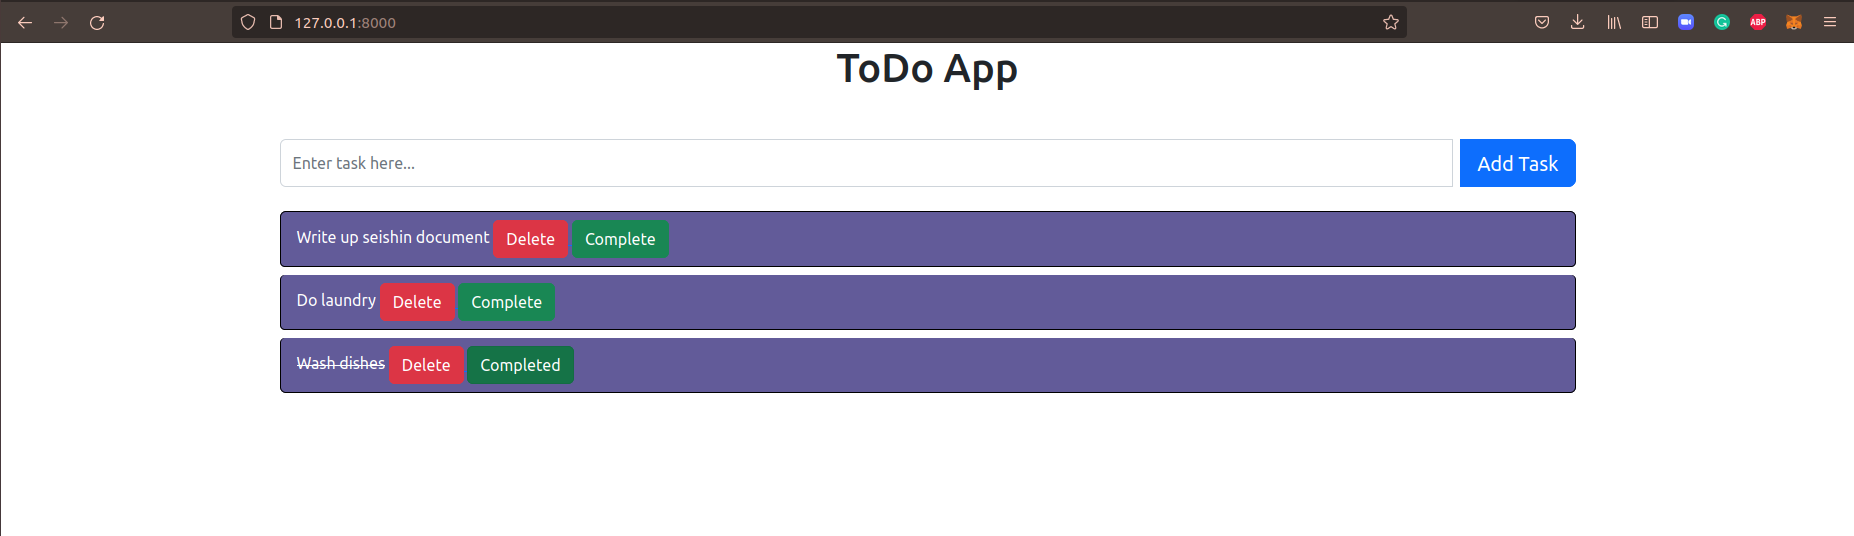 127.0.0.1:8000
ABP
ToDo App
Enter task here...
Add Task
Write up seishin document Delete Complete
Do laundry Delete Complete
Wash dishes Delete Completed